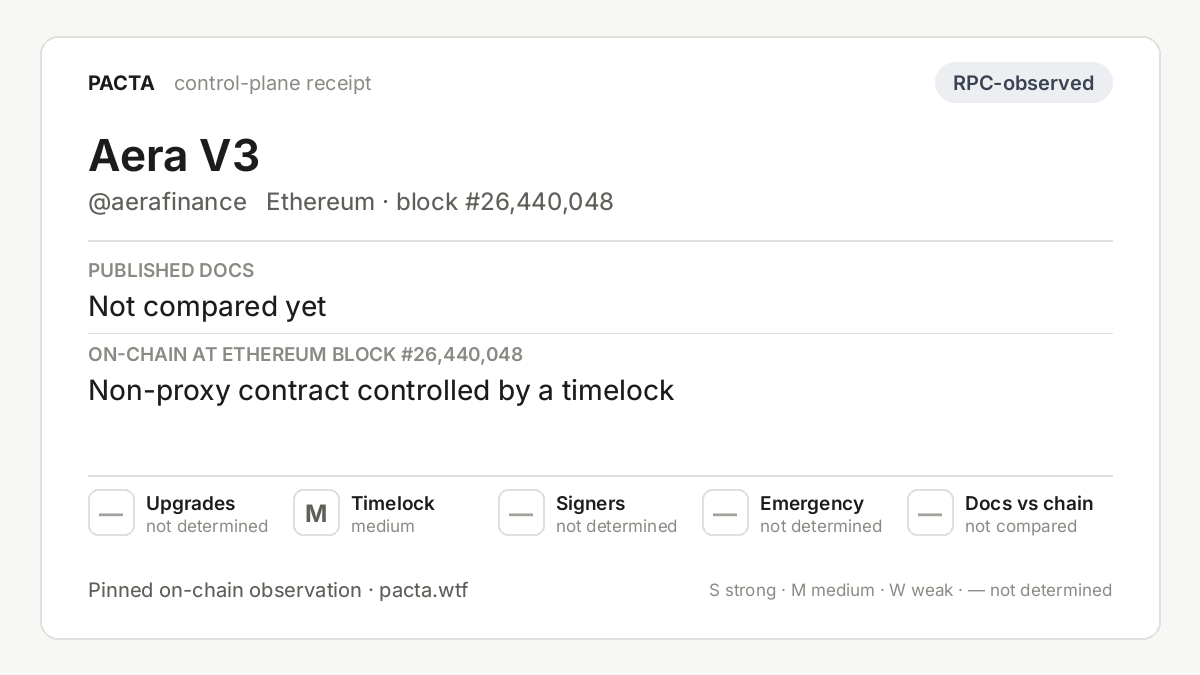 PACTA control-plane receipt
RPC-observed
Aera V3
@aerafinance Ethereum · block #26,440,048
PUBLISHED DOCS
Not compared yet
ON-CHAIN AT ETHEREUM BLOCK #26,440,048
Non-proxy contract controlled by a timelock
— Upgrades
not determined
M Timelock
medium
— Signers
not determined
— Emergency
not determined
— Docs vs chain
not compared
Pinned on-chain observation · pacta.wtf
S strong · M medium · W weak · — not determined